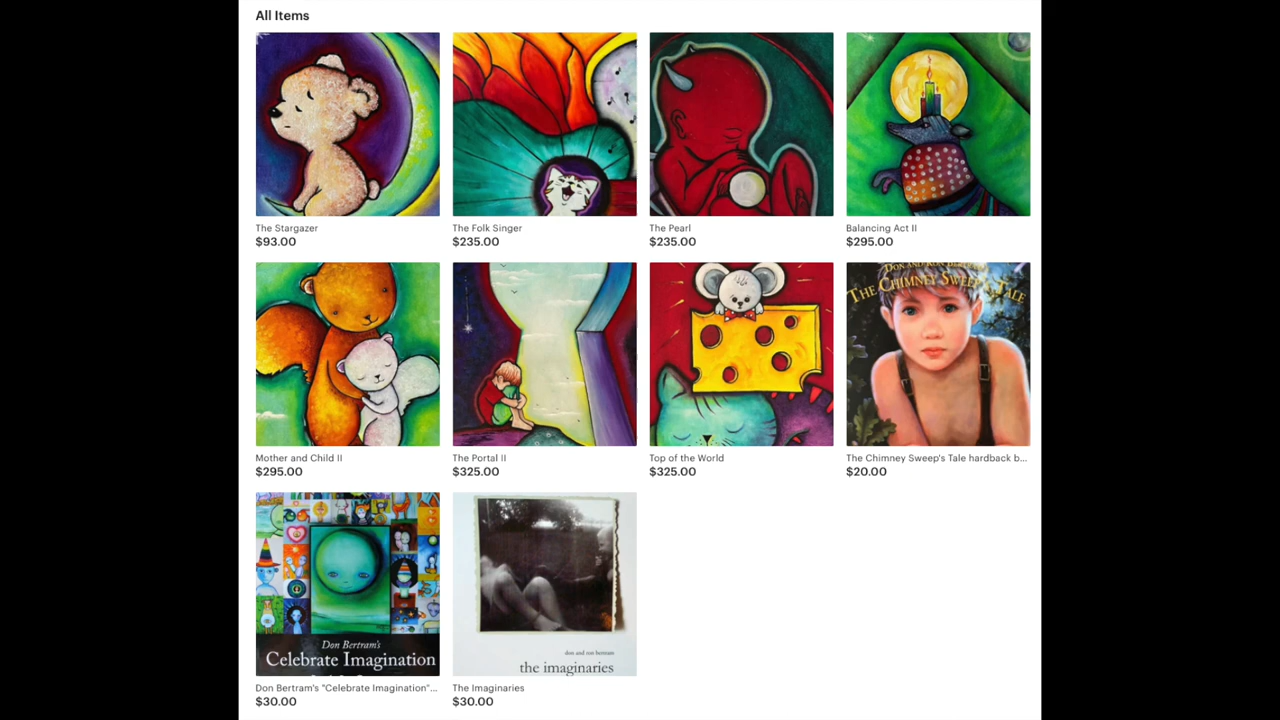 All Items
The Stargazer
$93.00
The Folk Singer
$235.00
The Pearl
$235.00
Balancing Act II
$295.00
DON AND RON BERTRAM
THE CHIMNEY SWEEP'S TALE
Mother and Child II
$295.00
The Portal II
$325.00
Top of the World
$325.00
The Chimney Sweep's Tale hardback b...
$20.00
Don Bertram's
Celebrate Imagination
don and ron bertram
the imaginaries
Don Bertram's "Celebrate Imagination"...
$30.00
The Imaginaries
$30.00